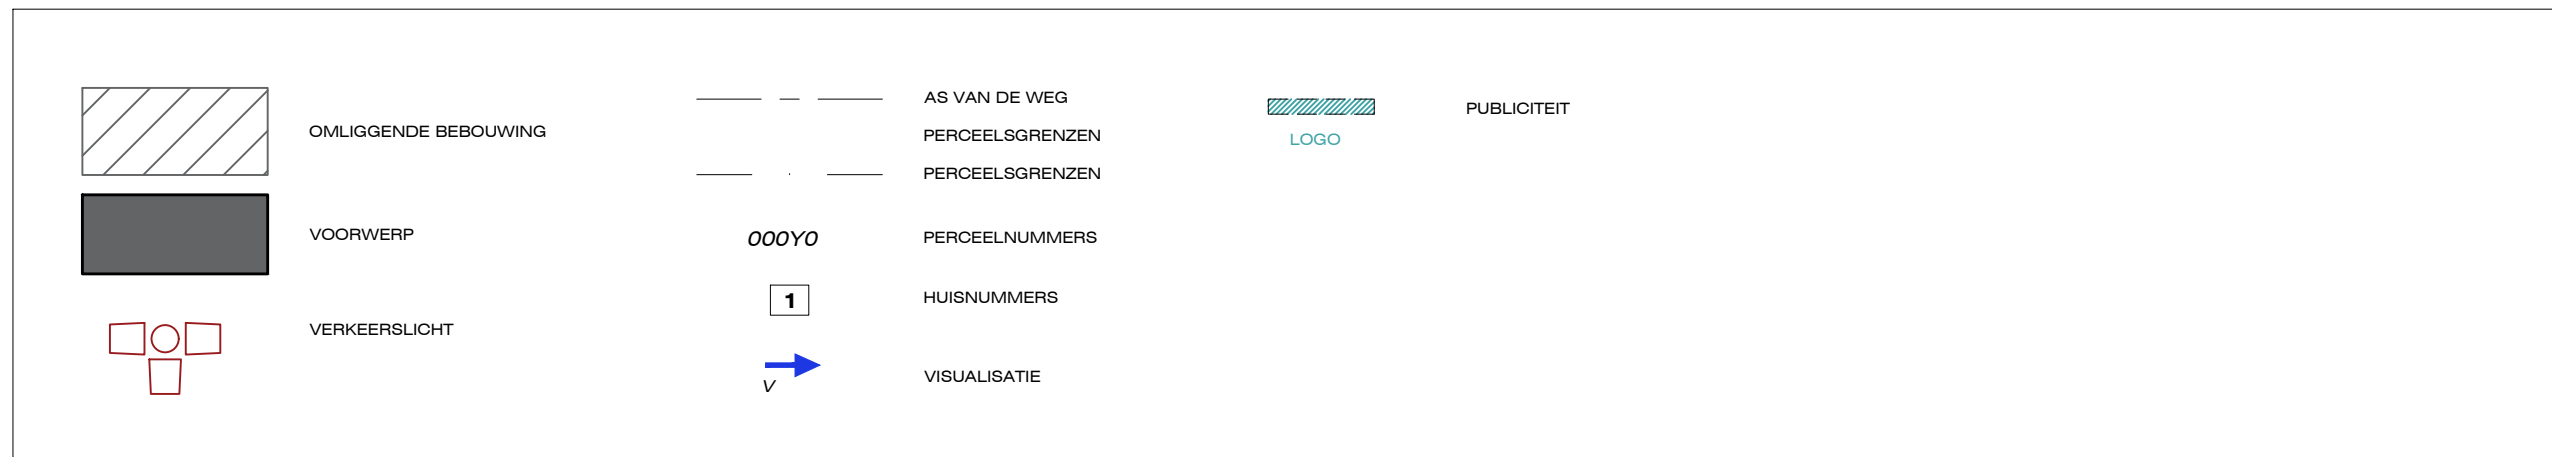 OMLIGGENDE BEBOUWING
VOORWERP
VERKEERSLICHT
AS VAN DE WEG
PERCEELSGRENZEN
PERCEELSGRENZEN
000Y0 PERCEELNUMMERS
1 HUISNUMMERS
V VISUALISATIE
PUBLICITEIT
LOGO